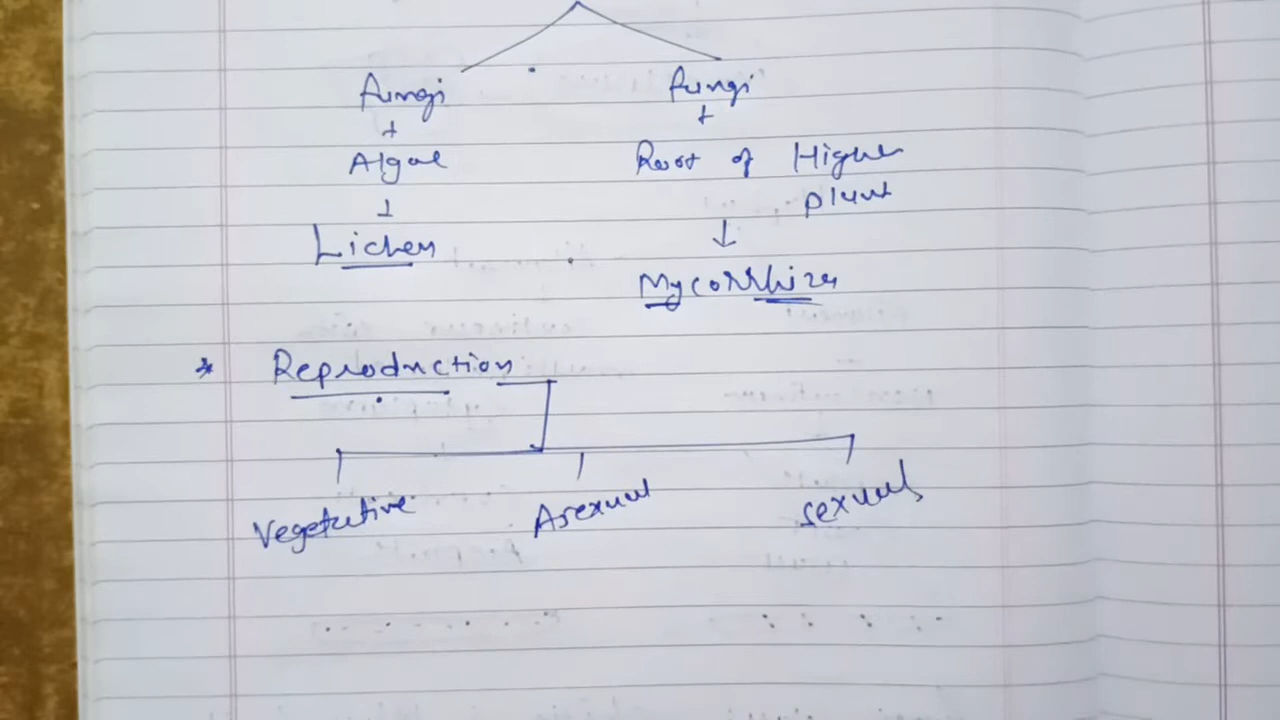 Fungi
+
Algae
↓
Lichen
Fungi
+
Root of Higher
plant
↓
Mycorrhiza
* Reproduction
Vegetative
Asexual
sexual